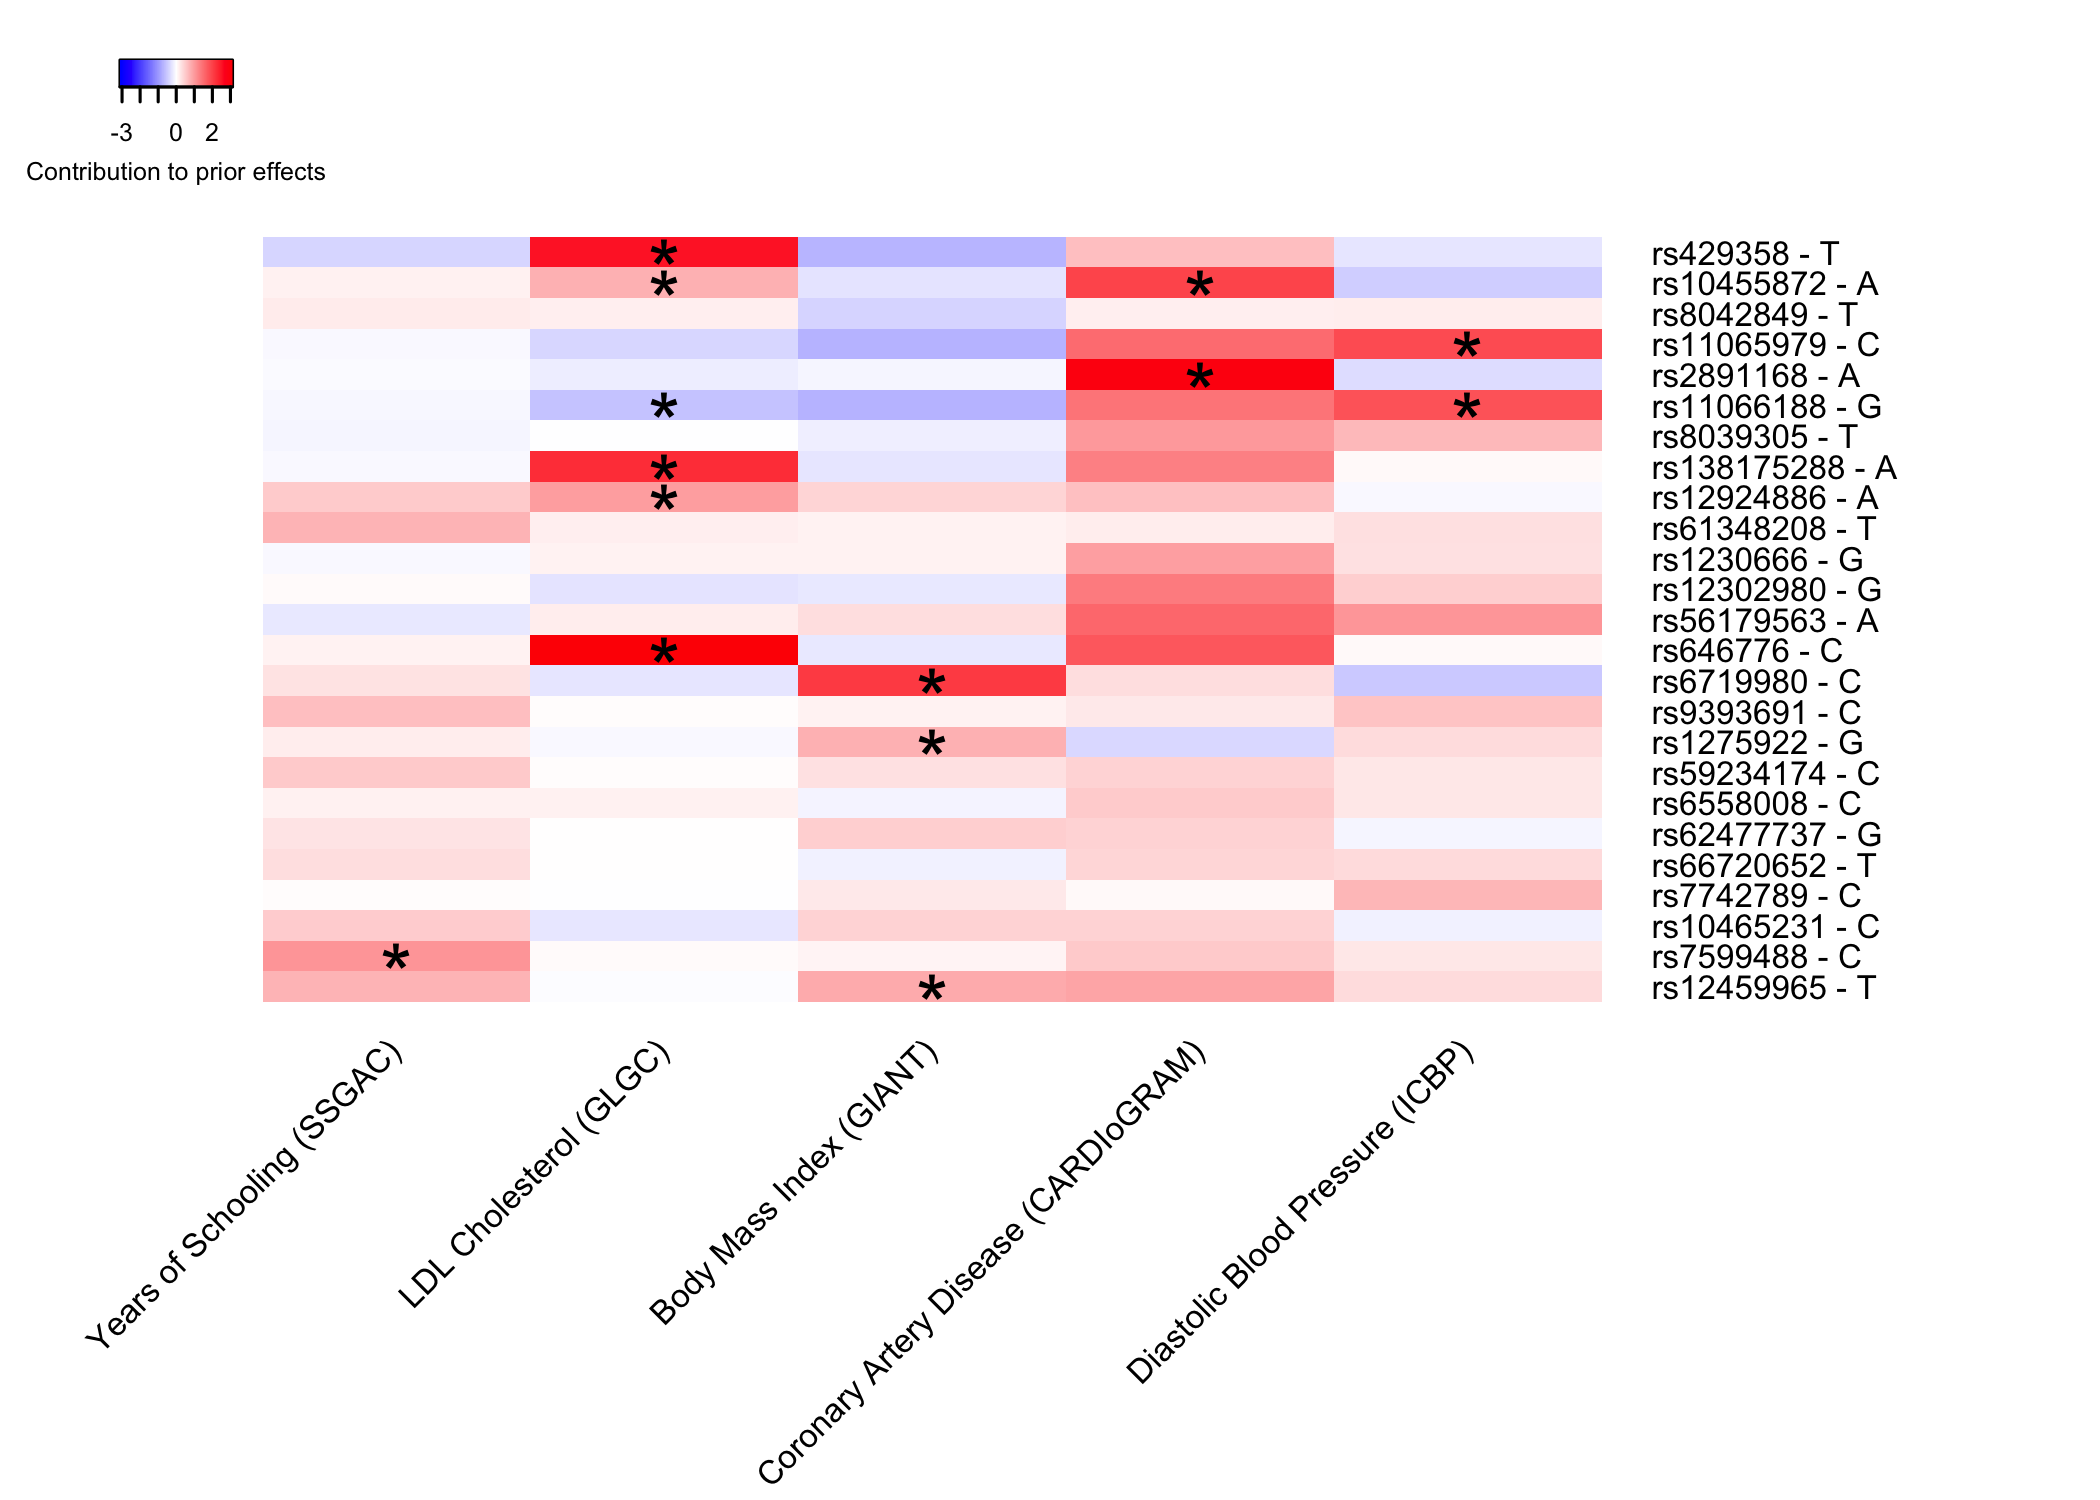 -3 0 2
Contribution to prior effects
*
rs429358 - T
* *
rs10455872 - A
rs8042849 - T
*
rs11065979 - C
*
rs2891168 - A
* *
rs11066188 - G
rs8039305 - T
*
rs138175288 - A
*
rs12924886 - A
rs61348208 - T
rs1230666 - G
rs12302980 - G
rs56179563 - A
*
rs646776 - C
*
rs6719980 - C
rs9393691 - C
*
rs1275922 - G
rs59234174 - C
rs6558008 - C
rs62477737 - G
rs66720652 - T
rs7742789 - C
rs10465231 - C
*
rs7599488 - C
*
rs12459965 - T
Years of Schooling (SSGAC)
LDL Cholesterol (GLGC)
Body Mass Index (GIANT)
Coronary Artery Disease (CARDIoGRAM)
Diastolic Blood Pressure (ICBP)